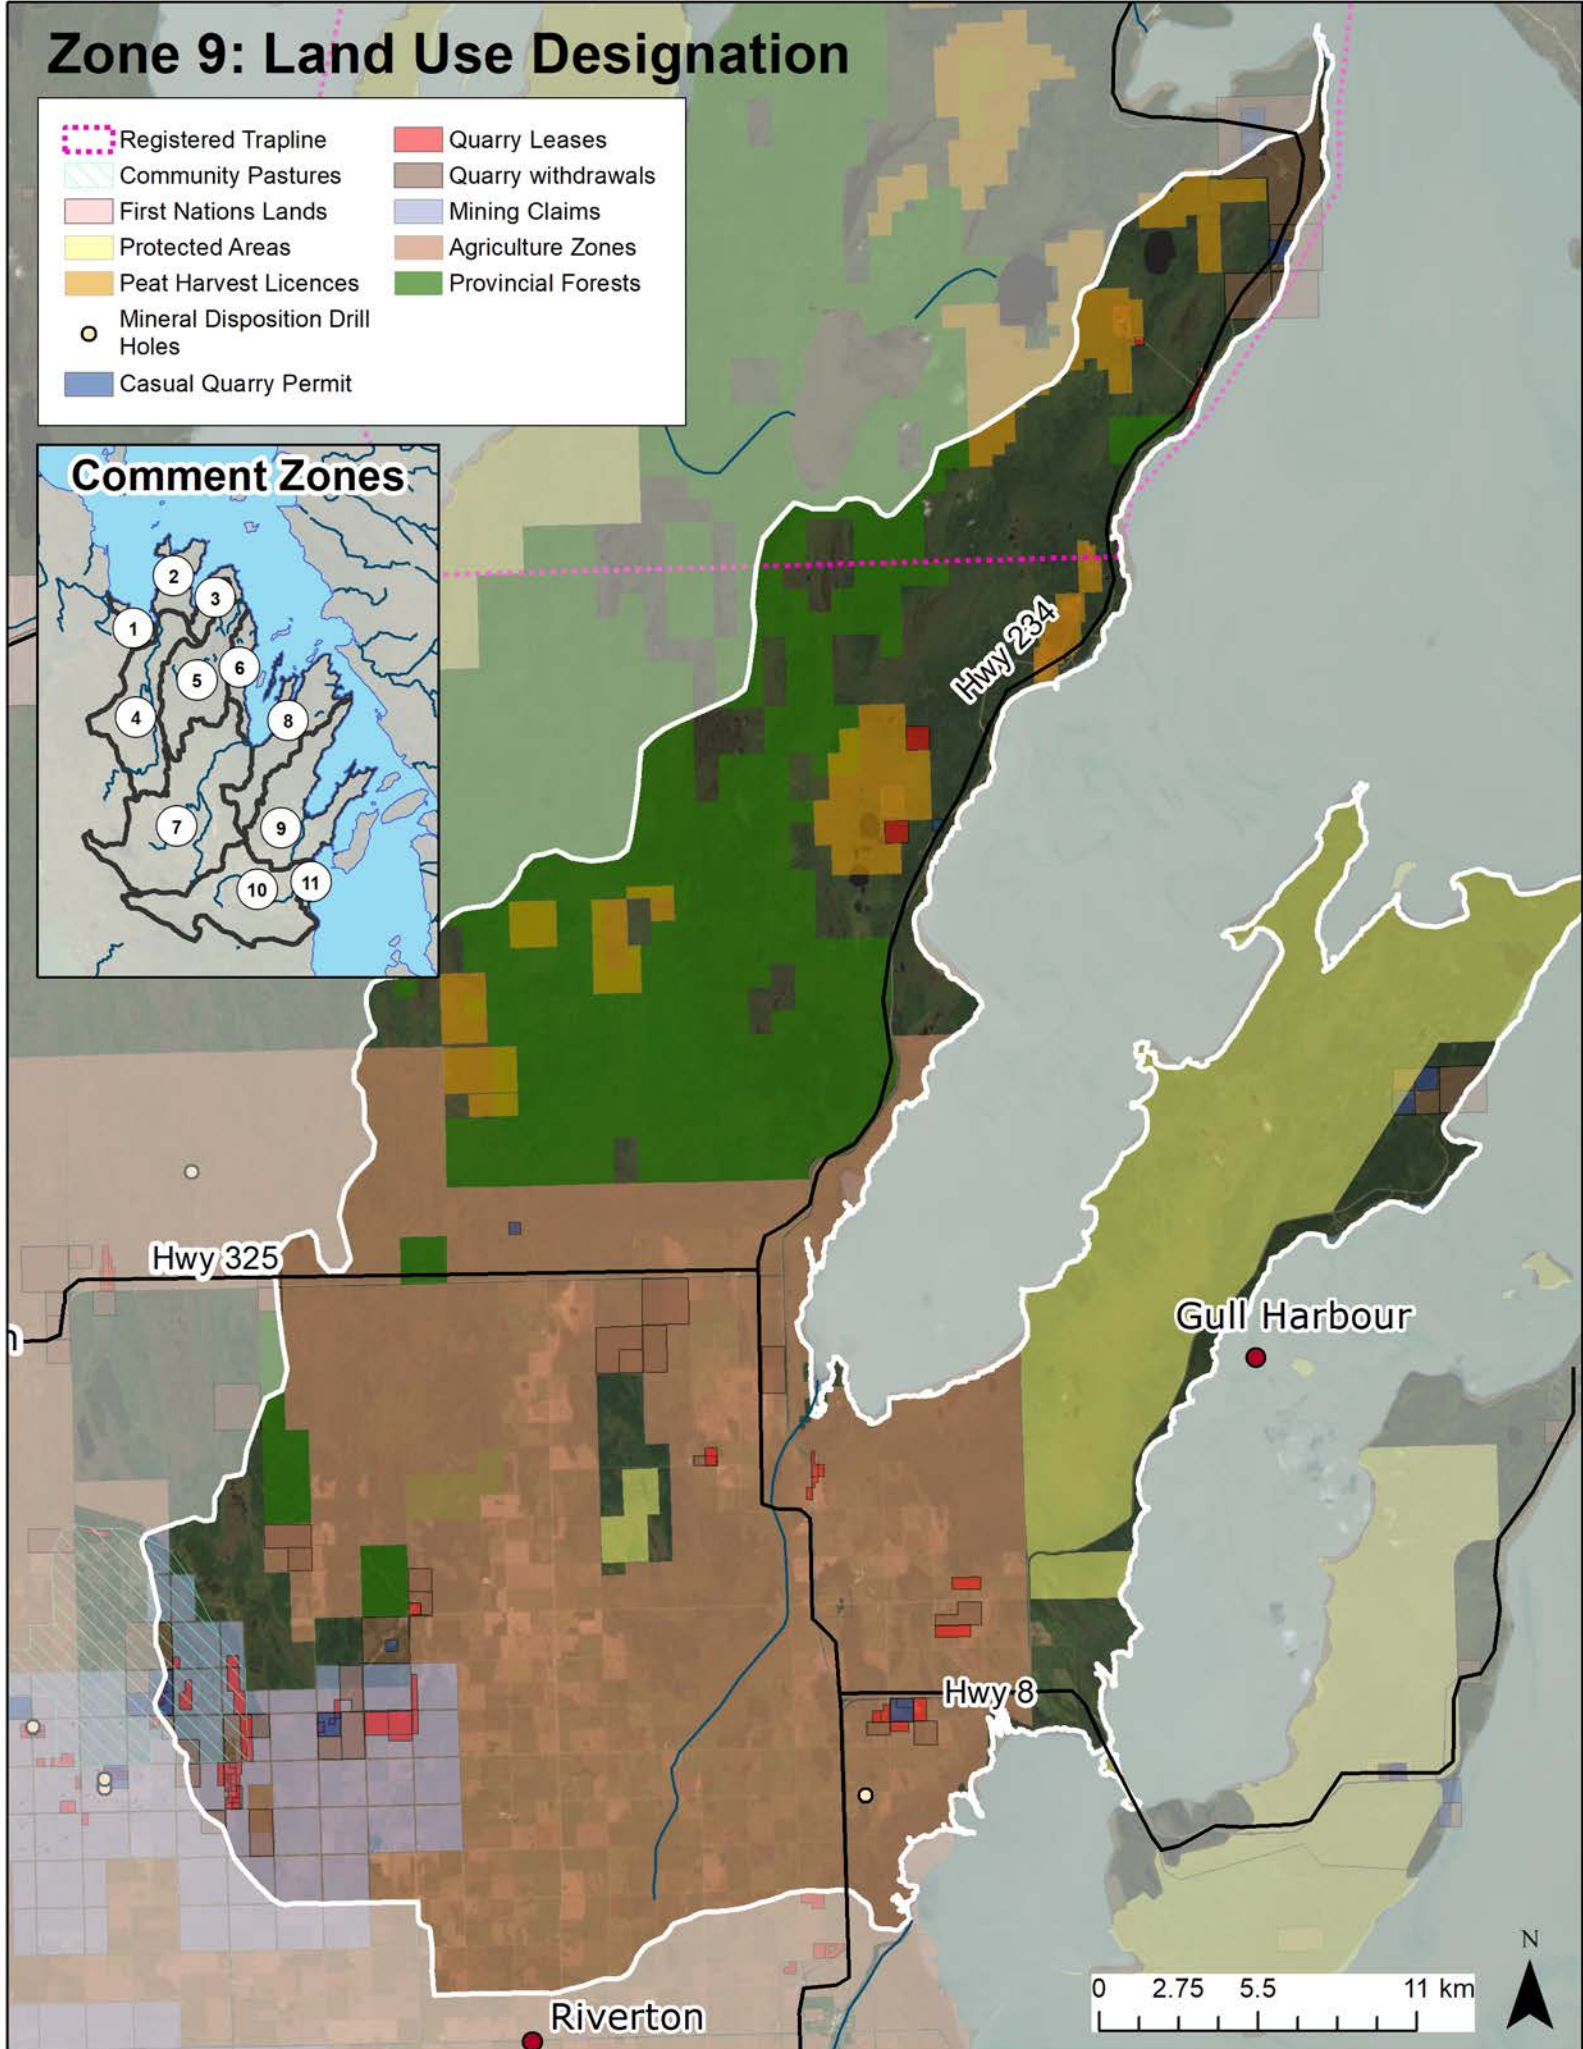 Zone 9: Land Use Designation
Registered Trapline
Community Pastures
First Nations Lands
Protected Areas
Peat Harvest Licences
Mineral Disposition Drill
Holes
Casual Quarry Permit
Quarry Leases
Quarry withdrawals
Mining Claims
Agriculture Zones
Provincial Forests
Comment Zones
2
3
1
6
5
4
8
7
9
10
11
Hwy 234
Hwy 325
n
Gull Harbour
Hwy 8
Riverton
N
0 2.75 5.5 11 km